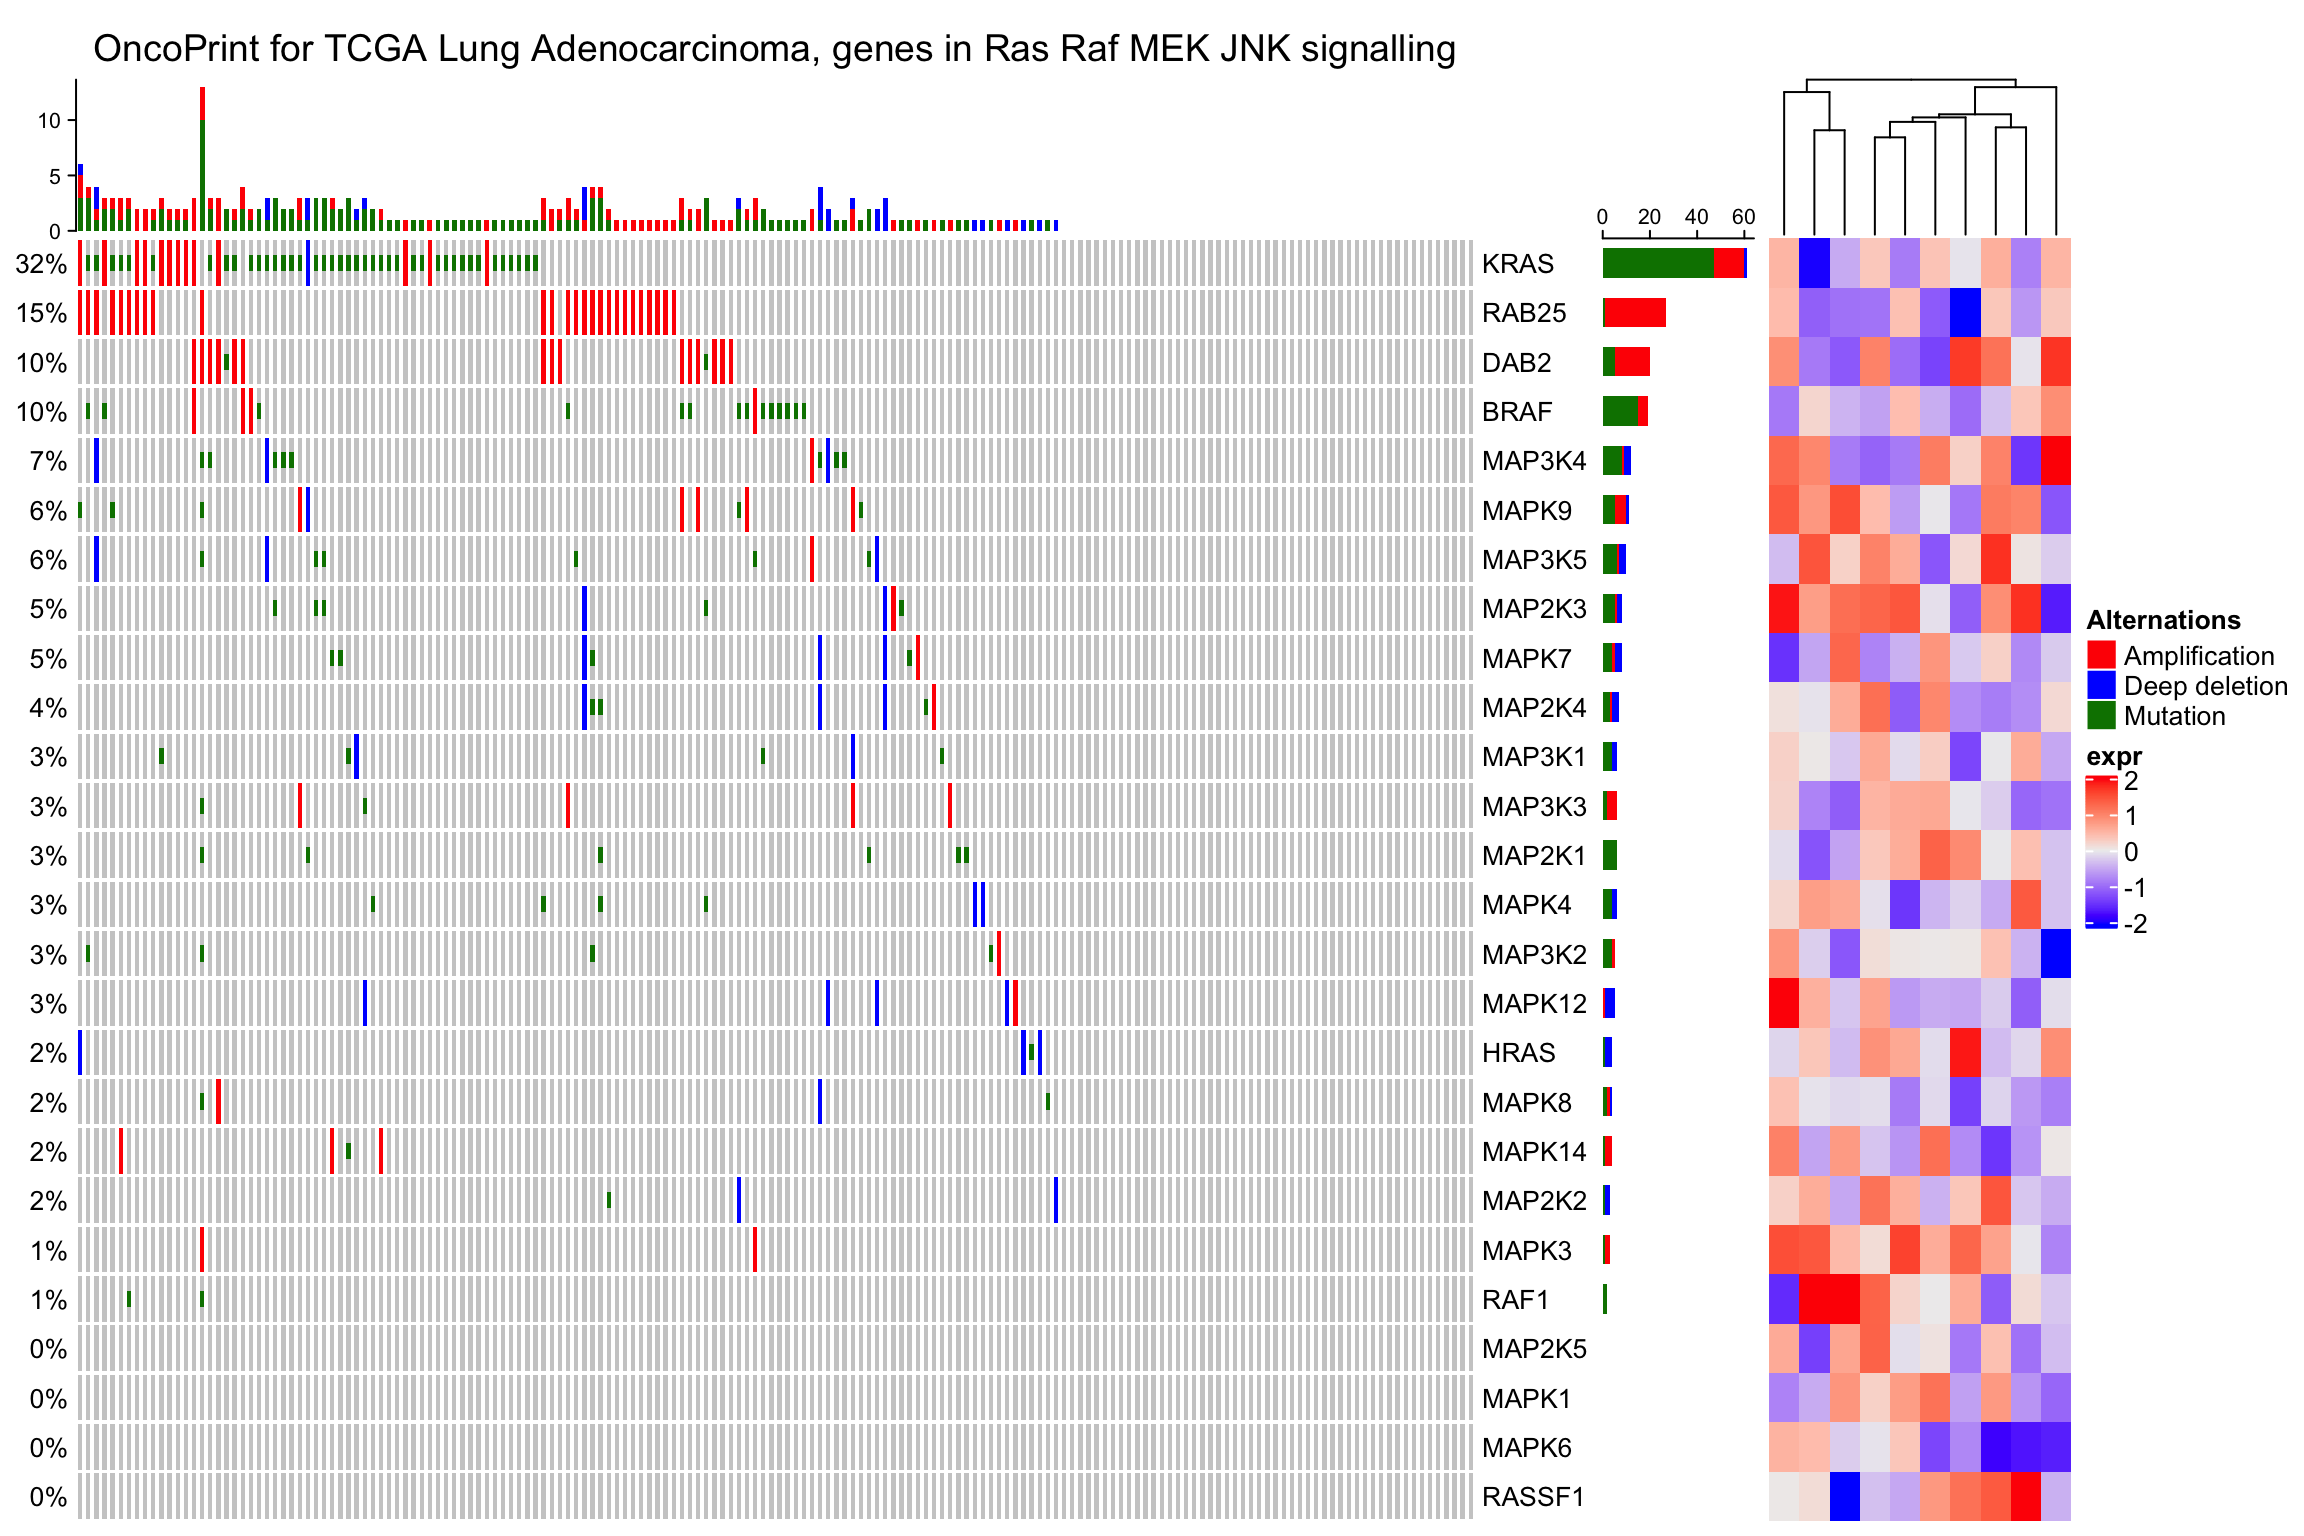 OncoPrint for TCGA Lung Adenocarcinoma, genes in Ras Raf MEK JNK signalling
10
5
0
0 20 40 60
32% KRAS
15% RAB25
10% DAB2
10% BRAF
7% MAP3K4
6% MAPK9
6% MAP3K5
5% MAP2K3
5% MAPK7
4% MAP2K4
3% MAP3K1
3% MAP3K3
3% MAP2K1
3% MAPK4
3% MAP3K2
3% MAPK12
2% HRAS
2% MAPK8
2% MAPK14
2% MAP2K2
1% MAPK3
1% RAF1
0% MAP2K5
0% MAPK1
0% MAPK6
0% RASSF1
Alternations
Amplification
Deep deletion
Mutation
expr
2
1
0
-1
-2